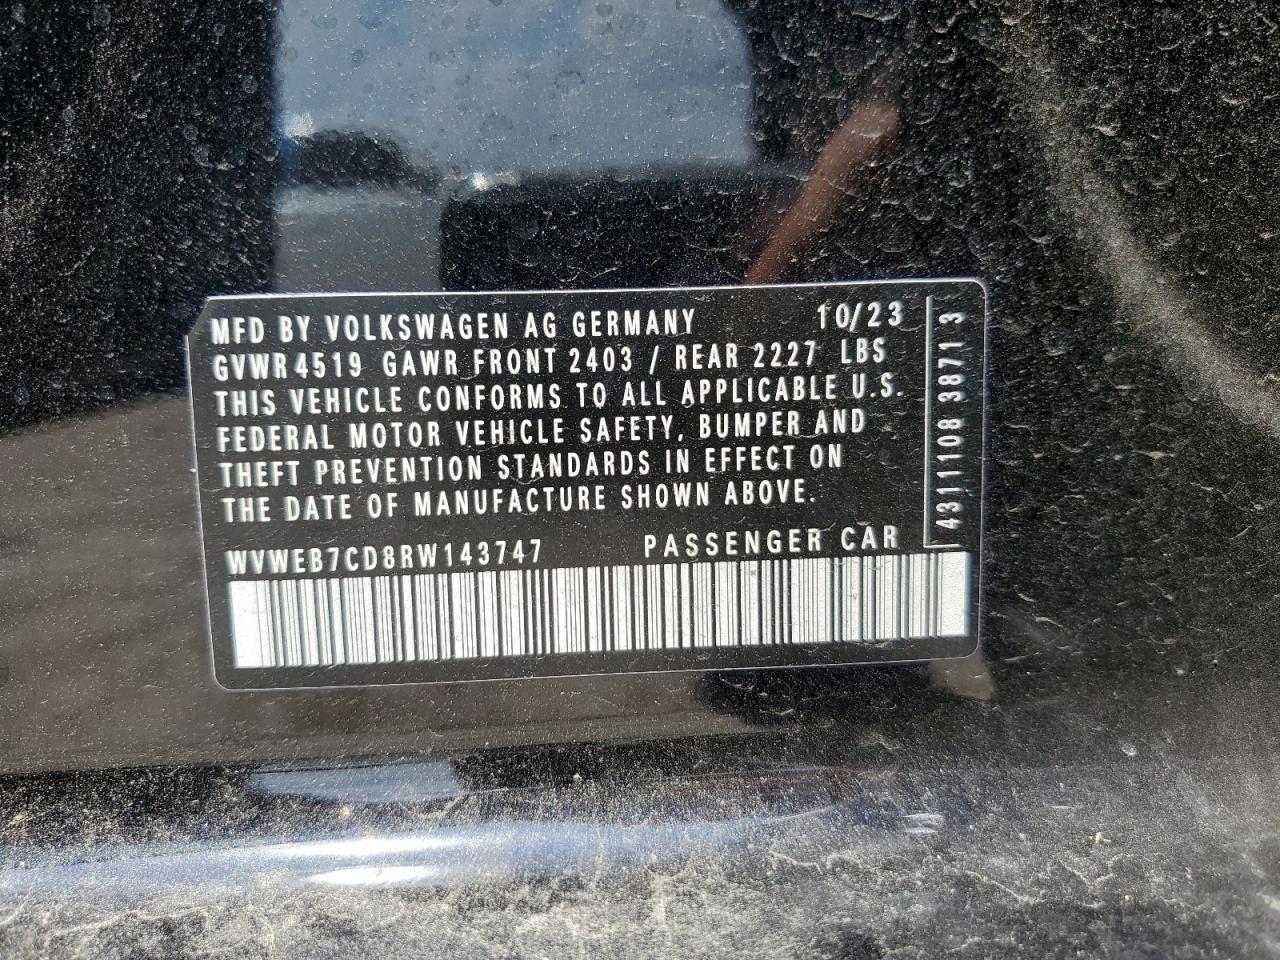 MFD BY VOLKSWAGEN AG GERMANY 10/23
GVWR 4519 GAWR FRONT 2403 / REAR 2227 LBS
THIS VEHICLE CONFORMS TO ALL APPLICABLE U.S.
FEDERAL MOTOR VEHICLE SAFETY, BUMPER AND
THEFT PREVENTION STANDARDS IN EFFECT ON
THE DATE OF MANUFACTURE SHOWN ABOVE.
WVWEB7CD8RW143747 PASSENGER CAR
4311108 3871 3